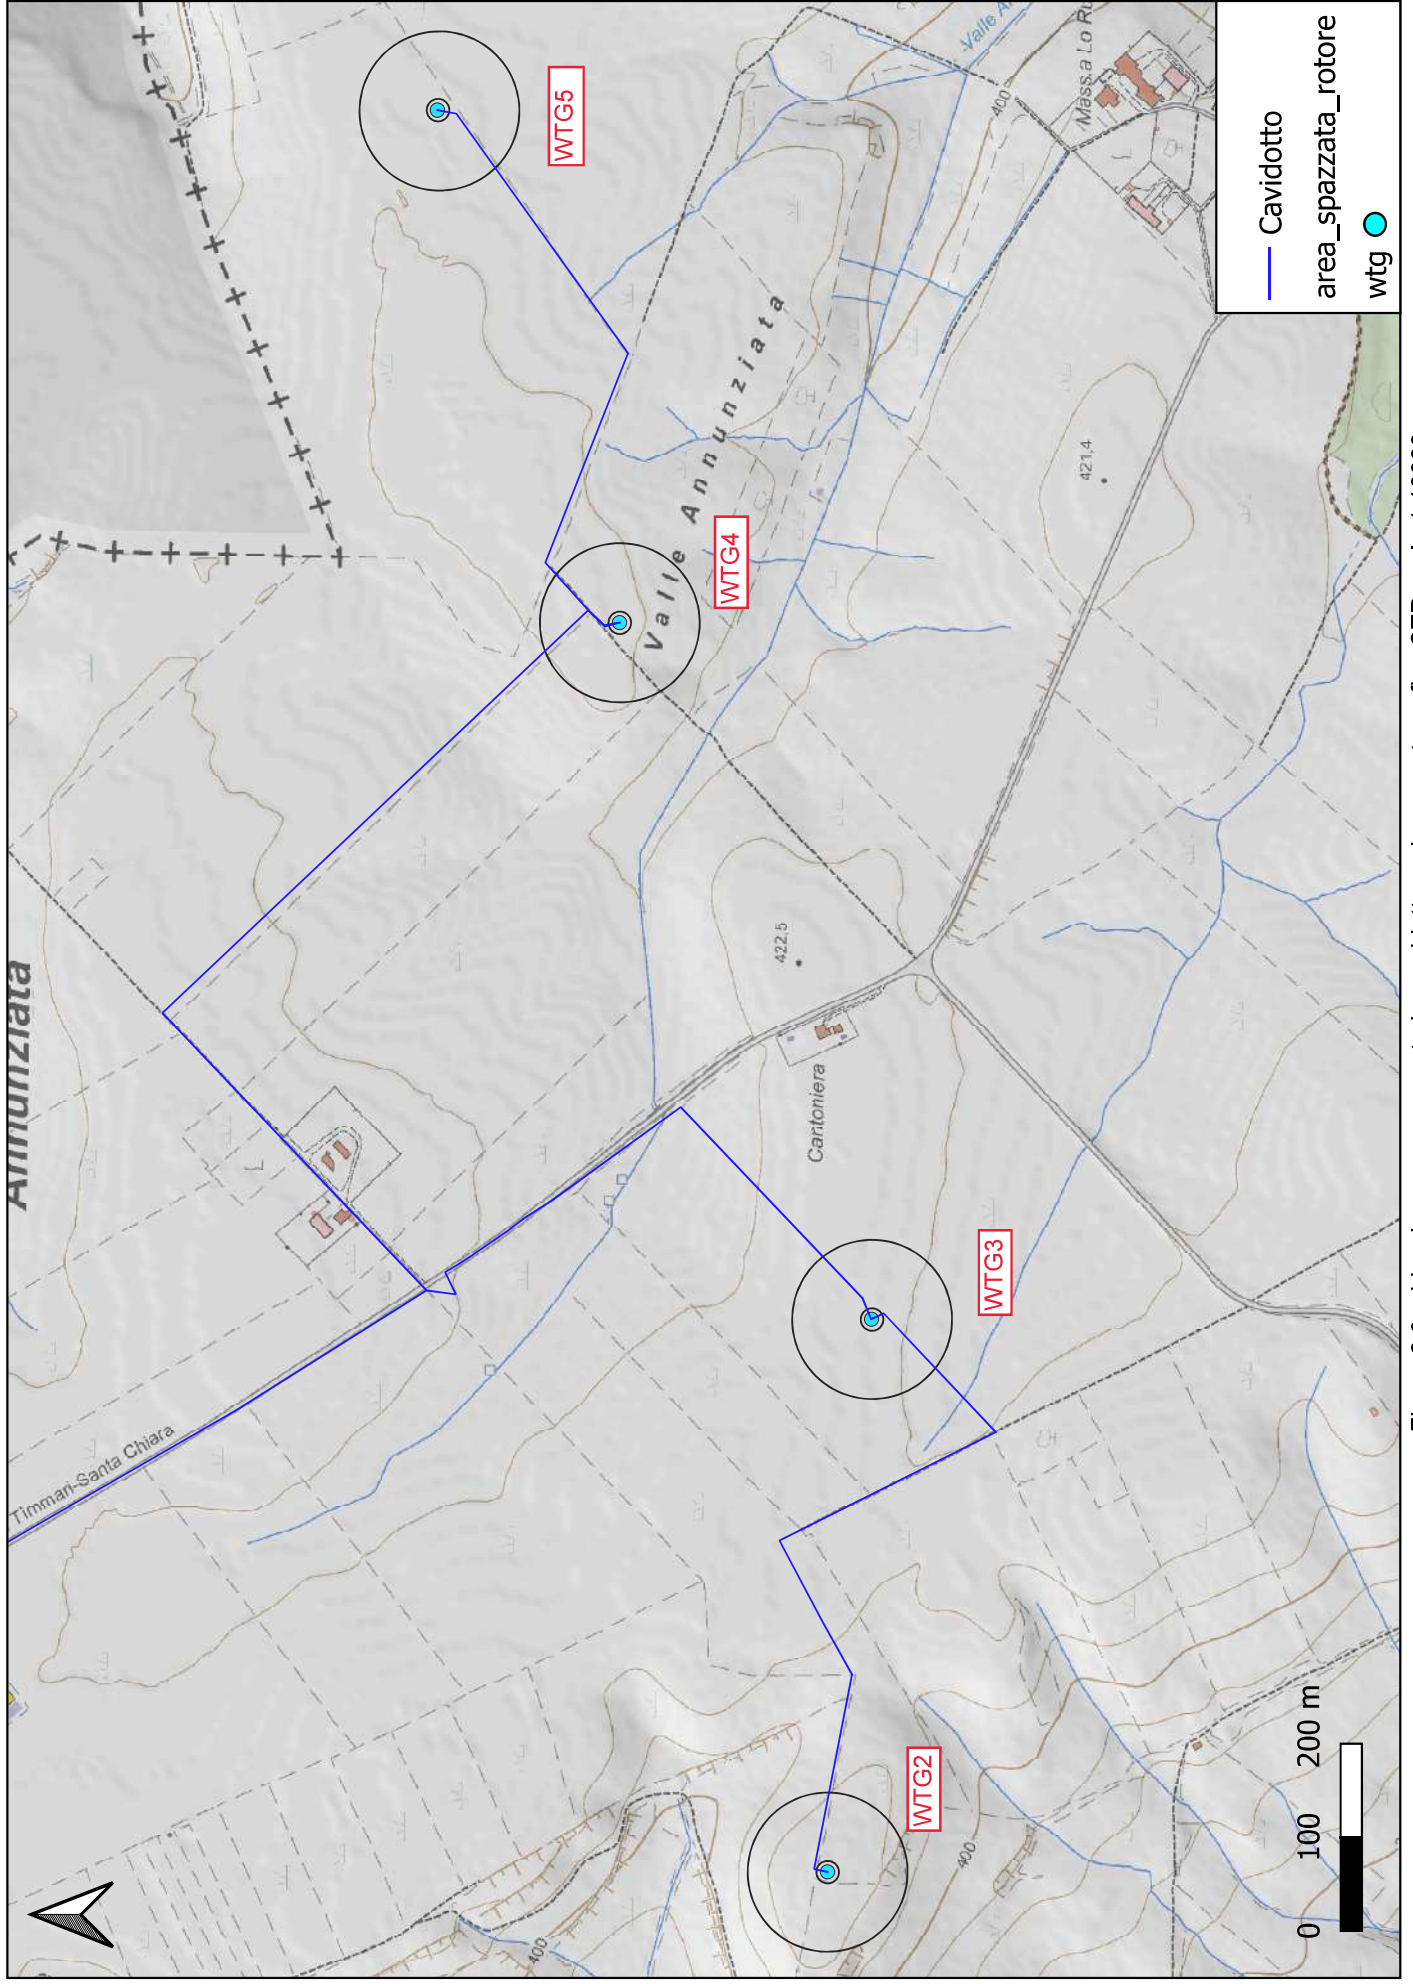 Annunziata
Timmari-Santa Chiara
WTG5
WTG4
Valle Annunziata
Mass.a Lo
Valle
400
421,4
422,5
Cantoniera
WTG3
WTG2
400
400
0 100 200 m
Cavidotto
area_spazzata_rotore
wtg